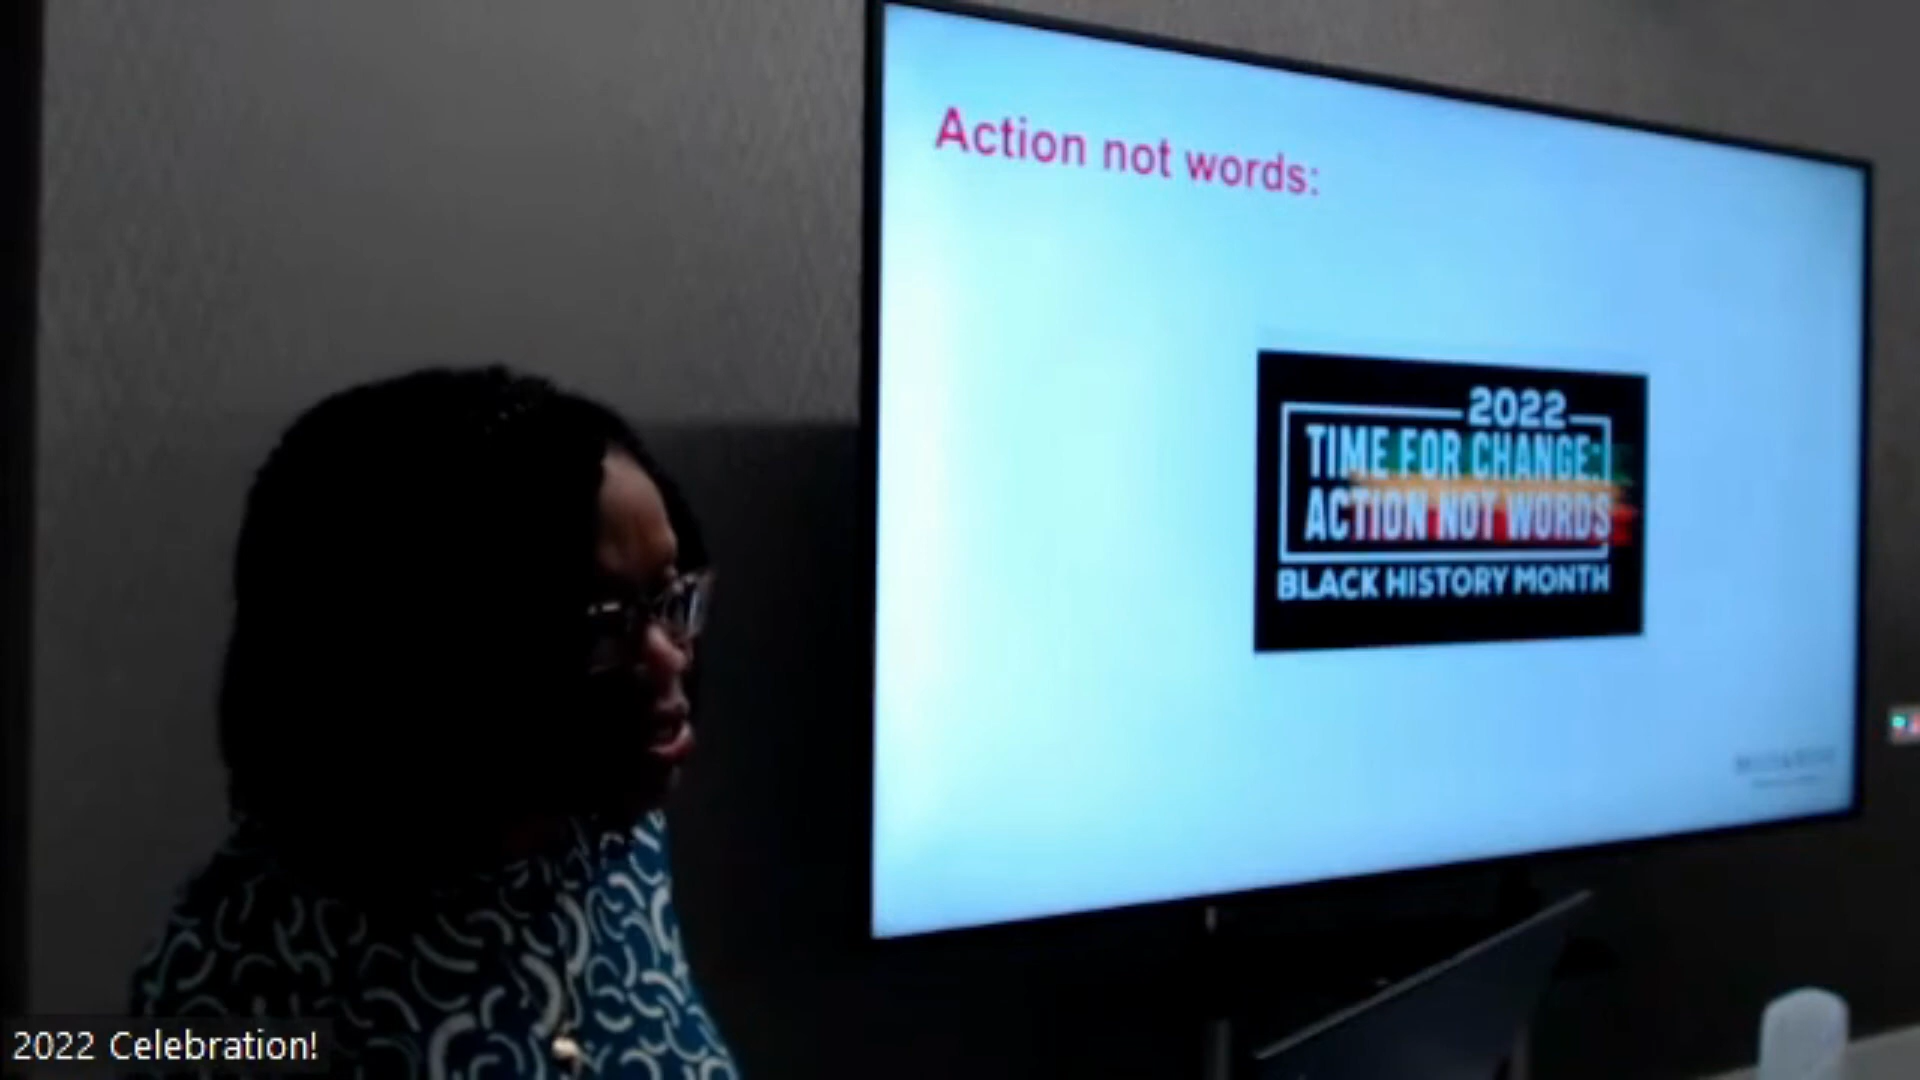 Action not words:
2022
TIME FOR CHANGE:
ACTION NOT WORDS
BLACK HISTORY MONTH
2022 Celebration!